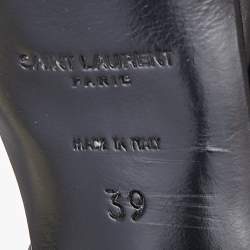 SAINT LAURENT
PARIS
MADE IN ITALY
39